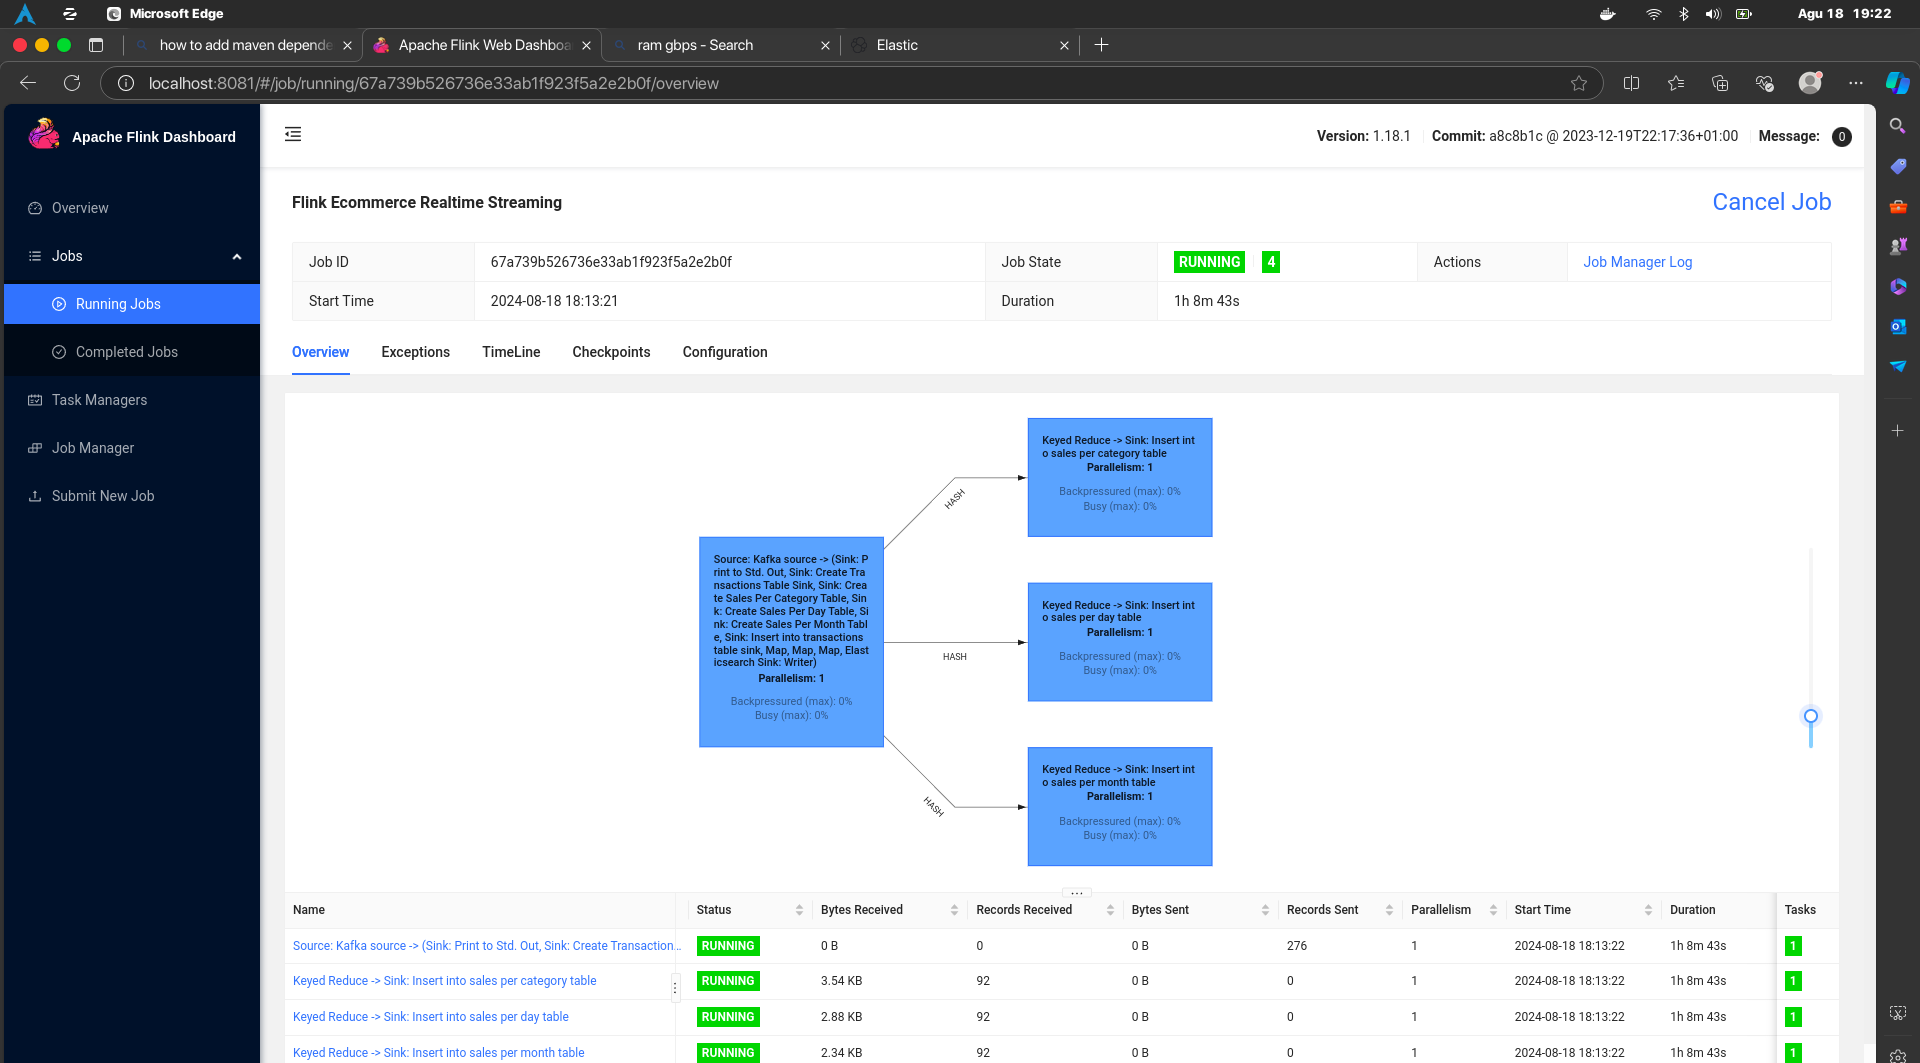 Microsoft Edge
Agu 18 19:22
how to add maven depende
Apache Flink Web Dashboa
ram gbps - Search
Elastic
localhost:8081/#/job/running/67a739b526736e33ab1f923f5a2e2b0f/overview
Apache Flink Dashboard
Version: 1.18.1 Commit: a8c8b1c @ 2023-12-19T22:17:36+01:00 Message: 0
Overview
Jobs
Running Jobs
Completed Jobs
Task Managers
Job Manager
Submit New Job
Flink Ecommerce Realtime Streaming
Cancel Job
Job ID 67a739b526736e33ab1f923f5a2e2b0f Job State RUNNING 4 Actions Job Manager Log
Start Time 2024-08-18 18:13:21 Duration 1h 8m 43s
Overview Exceptions TimeLine Checkpoints Configuration
Source: Kafka source -> (Sink: P
rint to Std. Out, Sink: Create Tra
nsactions Table Sink, Sink: Crea
te Sales Per Category Table, Sin
k: Create Sales Per Day Table, Si
nk: Create Sales Per Month Tabl
e, Sink: Insert into transactions
table sink, Map, Map, Map, Elast
icsearch Sink: Writer)
Parallelism: 1
Backpressured (max): 0%
Busy (max): 0%
HASH
HASH
HASH
Keyed Reduce -> Sink: Insert int
o sales per category table
Parallelism: 1
Backpressured (max): 0%
Busy (max): 0%
Keyed Reduce -> Sink: Insert int
o sales per day table
Parallelism: 1
Backpressured (max): 0%
Busy (max): 0%
Keyed Reduce -> Sink: Insert int
o sales per month table
Parallelism: 1
Backpressured (max): 0%
Busy (max): 0%
Name Status Bytes Received Records Received Bytes Sent Records Sent Parallelism Start Time Duration Tasks
Source: Kafka source -> (Sink: Print to Std. Out, Sink: Create Transaction... RUNNING 0 B 0 0 B 276 1 2024-08-18 18:13:22 1h 8m 43s 1
Keyed Reduce -> Sink: Insert into sales per category table RUNNING 3.54 KB 92 0 B 0 1 2024-08-18 18:13:22 1h 8m 43s 1
Keyed Reduce -> Sink: Insert into sales per day table RUNNING 2.88 KB 92 0 B 0 1 2024-08-18 18:13:22 1h 8m 43s 1
Keyed Reduce -> Sink: Insert into sales per month table RUNNING 2.34 KB 92 0 B 0 1 2024-08-18 18:13:22 1h 8m 43s 1